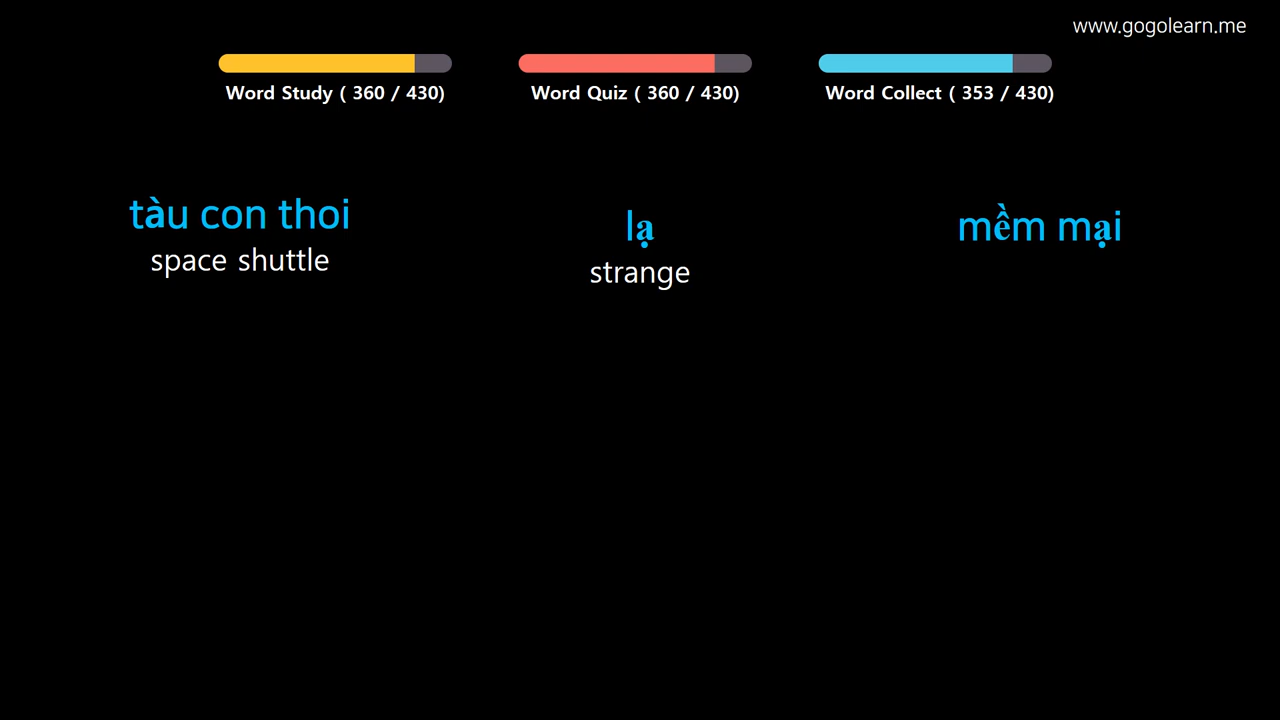 www.gogolearn.me
Word Study ( 360 / 430)
Word Quiz ( 360 / 430)
Word Collect ( 353 / 430)
tàu con thoi
space shuttle
lạ
strange
mềm mại